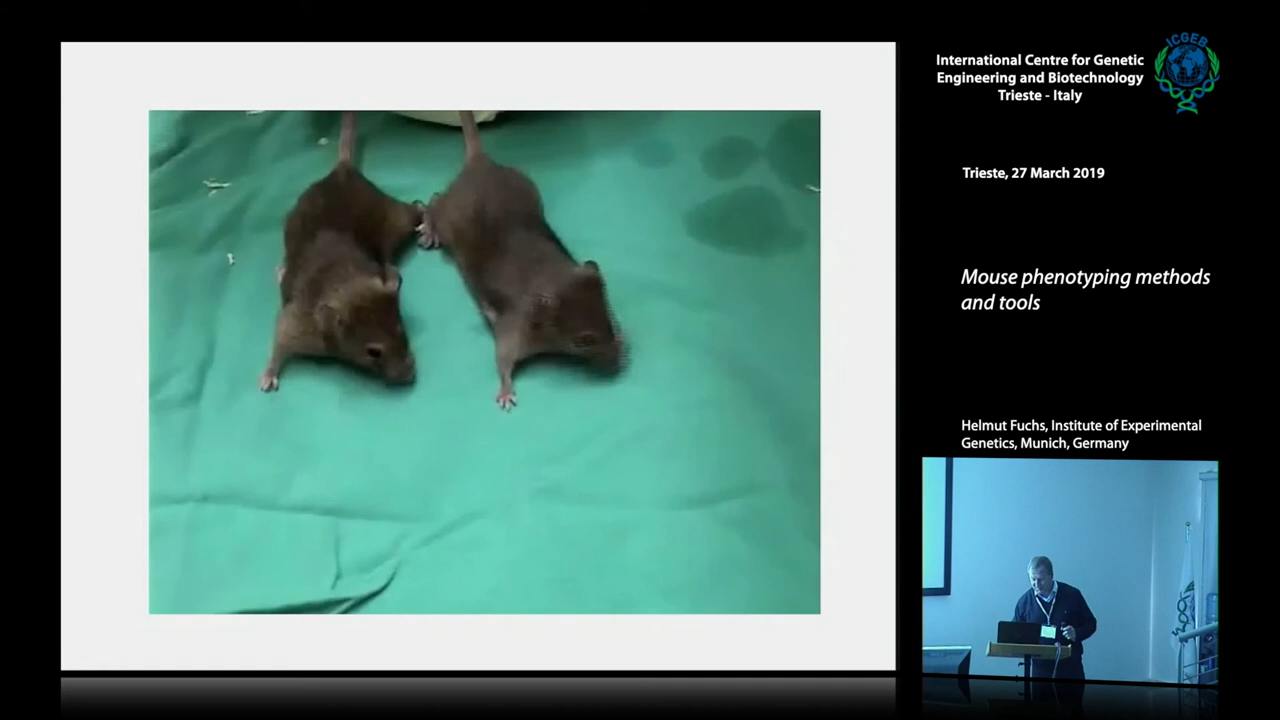 ICGEB
International Centre for Genetic
Engineering and Biotechnology
Trieste - Italy
Trieste, 27 March 2019
Mouse phenotyping methods
and tools
Helmut Fuchs, Institute of Experimental
Genetics, Munich, Germany